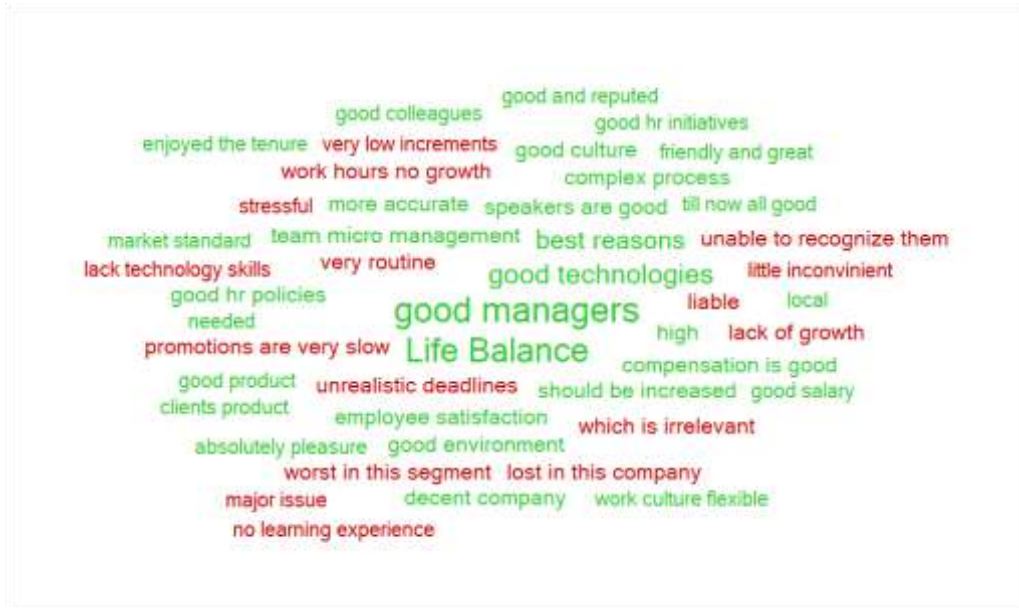 good and reputed
good colleagues
good hr initiatives
enjoyed the tenure very low increments good culture friendly and great
work hours no growth complex process
stressful more accurate speakers are good till now all good
market standard team micro management best reasons unable to recognize them
lack technology skills very routine good technologies little inconvinient
good hr policies good managers liable local
needed high lack of growth
promotions are very slow Life Balance
compensation is good
good product unrealistic deadlines should be increased good salary
clients product employee satisfaction which is irrelevant
absolutely pleasure good environment
worst in this segment lost in this company
major issue decent company work culture flexible
no learning experience